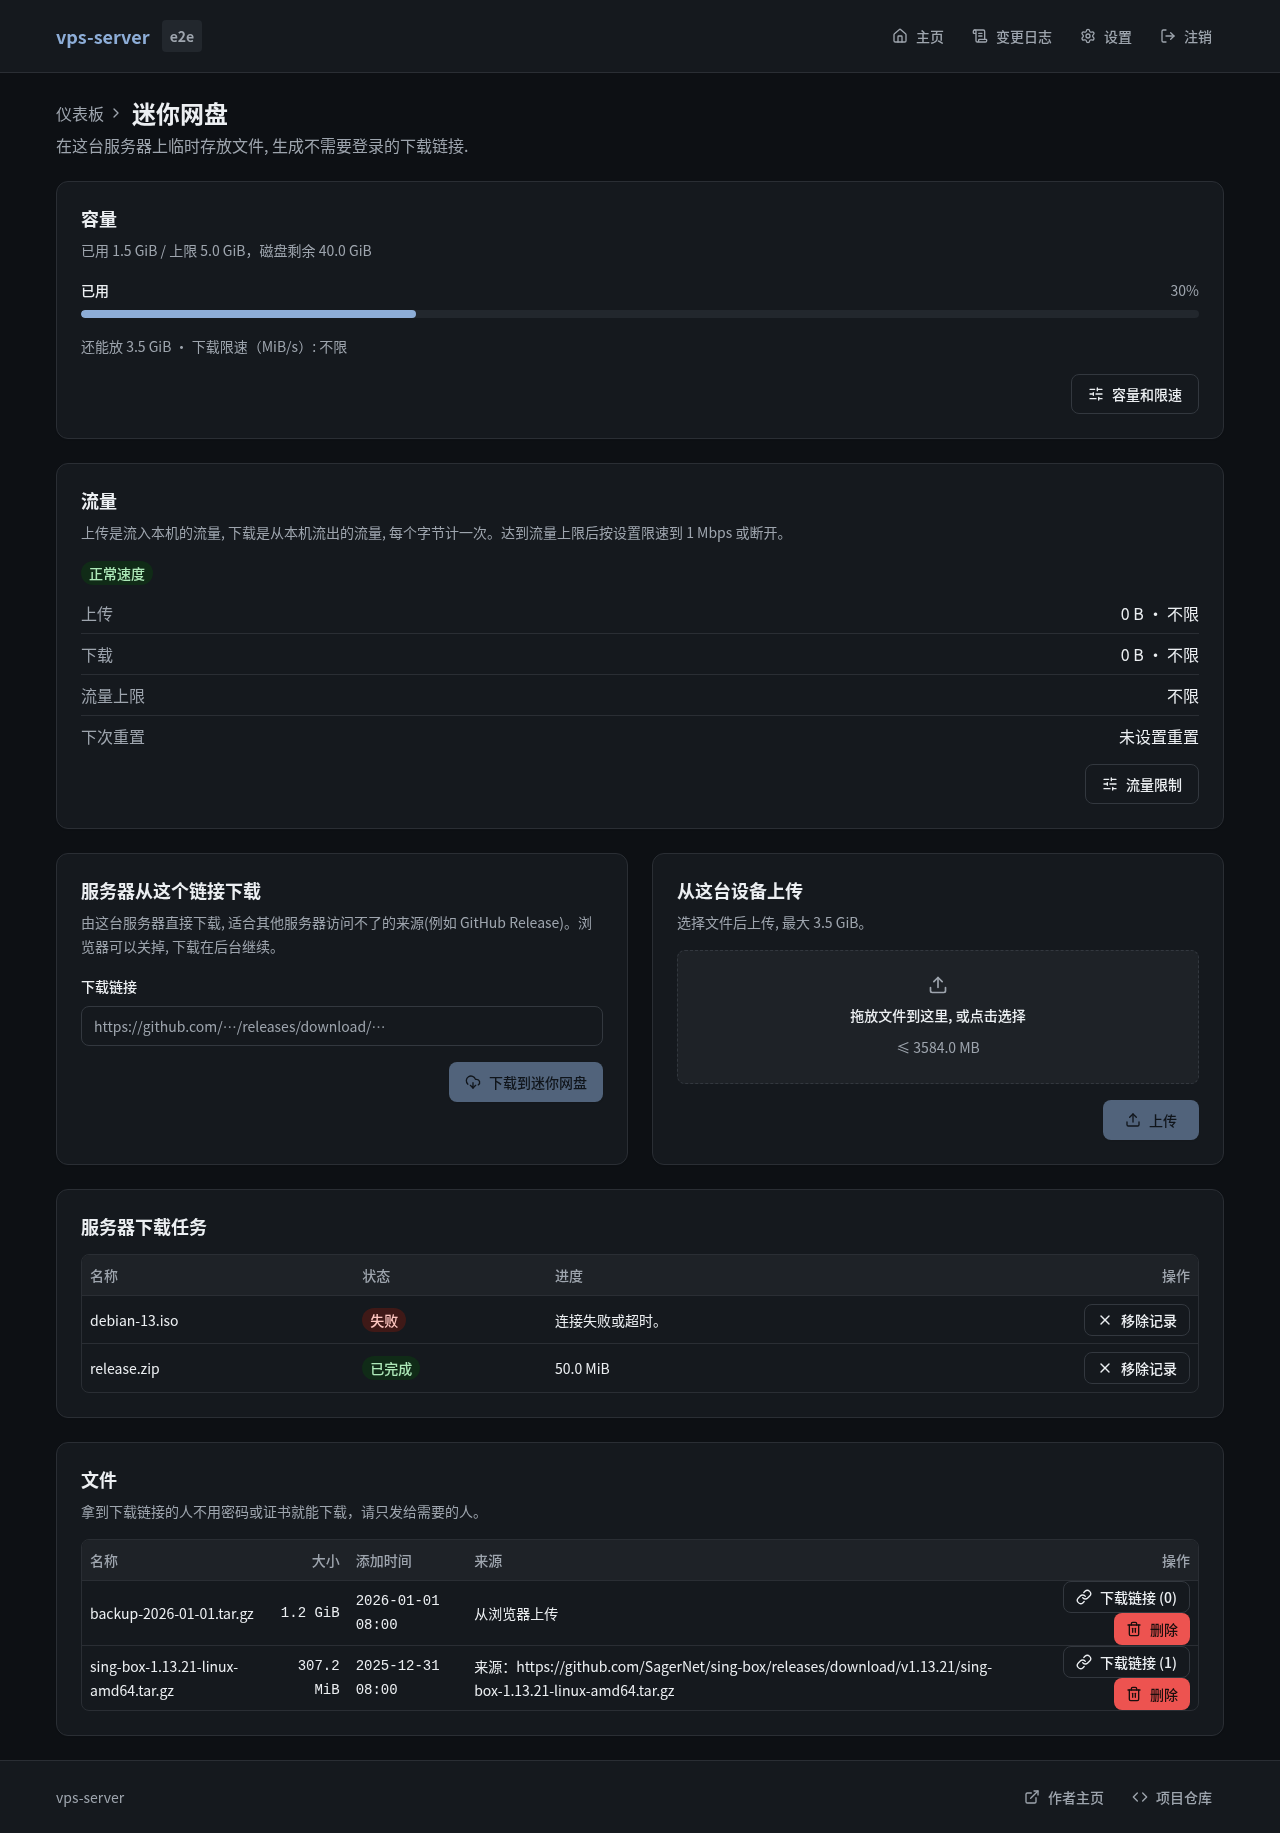 vps-server e2e 主页 变更日志 设置 注销
仪表板 迷你网盘
在这台服务器上临时存放文件, 生成不需要登录的下载链接.
容量
已用 1.5 GiB / 上限 5.0 GiB，磁盘剩余 40.0 GiB
已用 30%
还能放 3.5 GiB · 下载限速（MiB/s）: 不限
容量和限速
流量
上传是流入本机的流量, 下载是从本机流出的流量, 每个字节计一次。达到流量上限后按设置限速到 1 Mbps 或断开。
正常速度
上传 0 B · 不限
下载 0 B · 不限
流量上限 不限
下次重置 未设置重置
流量限制
服务器从这个链接下载
由这台服务器直接下载, 适合其他服务器访问不了的来源(例如 GitHub Release)。浏
览器可以关掉, 下载在后台继续。
下载链接
https://github.com/…/releases/download/…
下载到迷你网盘
从这台设备上传
选择文件后上传, 最大 3.5 GiB。
拖放文件到这里, 或点击选择
≤ 3584.0 MB
上传
服务器下载任务
名称 状态 进度 操作
debian-13.iso 失败 连接失败或超时。 移除记录
release.zip 已完成 50.0 MiB 移除记录
文件
拿到下载链接的人不用密码或证书就能下载，请只发给需要的人。
名称 大小 添加时间 来源 操作
backup-2026-01-01.tar.gz 1.2 GiB 2026-01-01 08:00 从浏览器上传 下载链接 (0)
删除
sing-box-1.13.21-linux- 307.2 2025-12-31 来源：https://github.com/SagerNet/sing-box/releases/download/v1.13.21/sing- 下载链接 (1)
amd64.tar.gz MiB 08:00 box-1.13.21-linux-amd64.tar.gz 删除
vps-server 作者主页 项目仓库